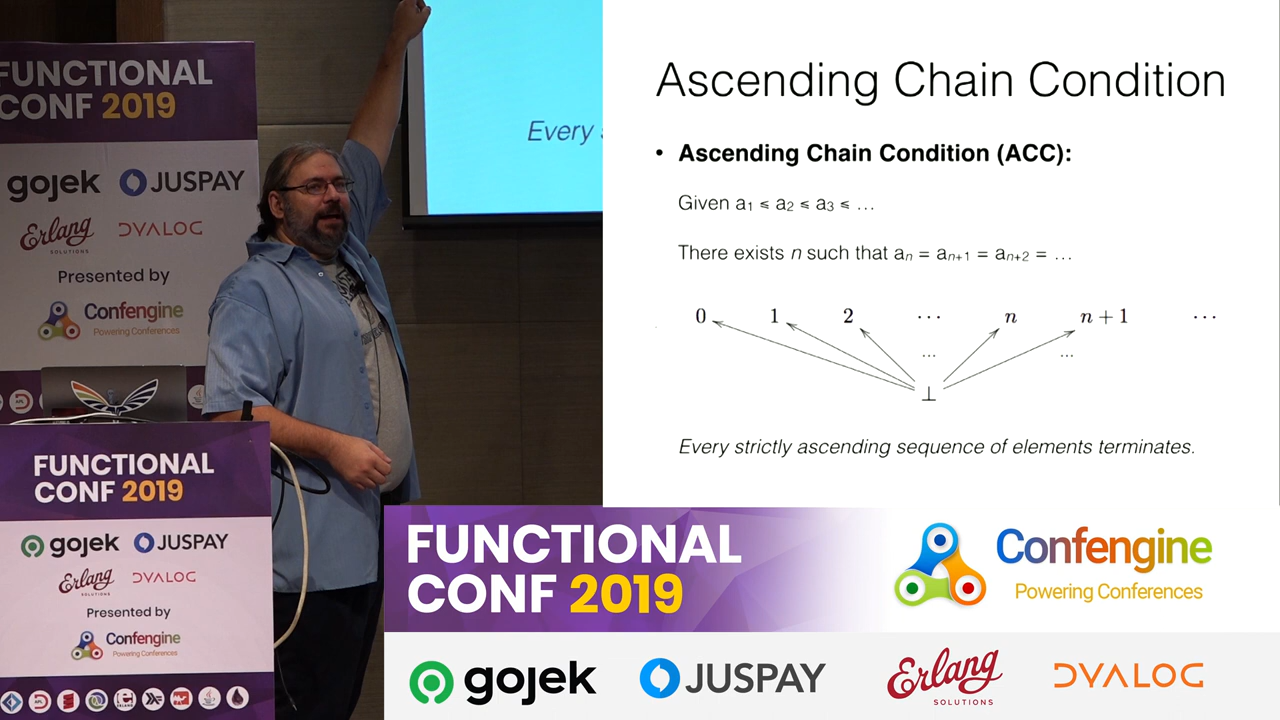 FUNCTIONAL
CONF 2019
gojek JUSPAY
Erlang SOLUTIONS DYALOG
Presented by
Confengine
Powering Conferences
FUNCTIONAL
CONF 2019
gojek JUSPAY
Erlang SOLUTIONS DYALOG
Presented by
Confengine
Powering Conferences
Every
Ascending Chain Condition
• Ascending Chain Condition (ACC):
Given a₁ ⩽ a₂ ⩽ a₃ ⩽ …
There exists n such that aₙ = aₙ₊₁ = aₙ₊₂ = …
0 1 2 ⋯ n n + 1 ⋯
... ...
⊥
Every strictly ascending sequence of elements terminates.
FUNCTIONAL
CONF 2019
Confengine
Powering Conferences
gojek JUSPAY Erlang SOLUTIONS DYALOG